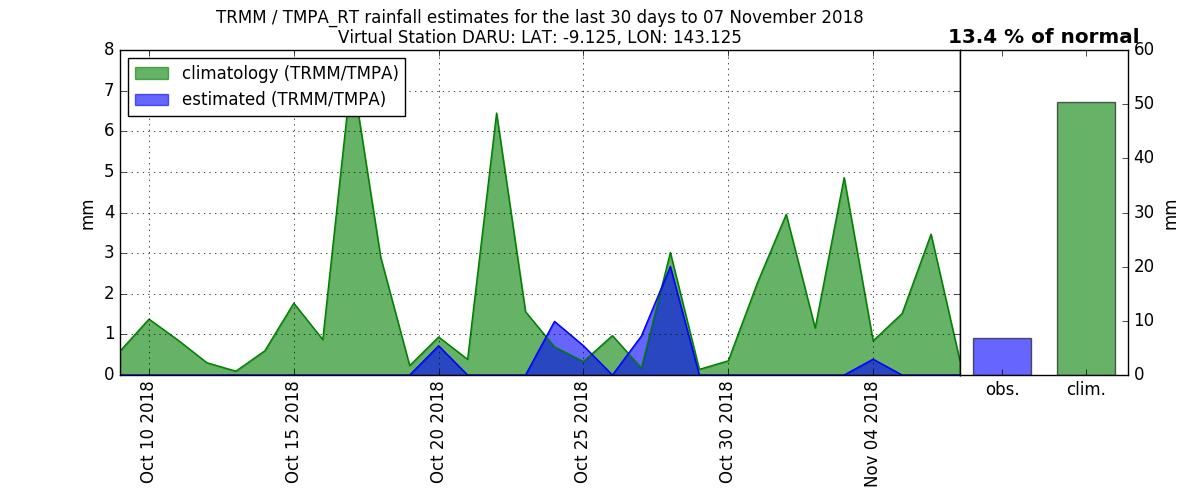 TRMM / TMPA_RT rainfall estimates for the last 30 days to 07 November 2018
Virtual Station DARU: LAT: -9.125, LON: 143.125
13.4 % of normal
climatology (TRMM/TMPA)
estimated (TRMM/TMPA)
8
7
6
5
4
3
2
1
0
mm
60
50
40
30
20
10
0
mm
Oct 10 2018
Oct 15 2018
Oct 20 2018
Oct 25 2018
Oct 30 2018
Nov 04 2018
obs.
clim.